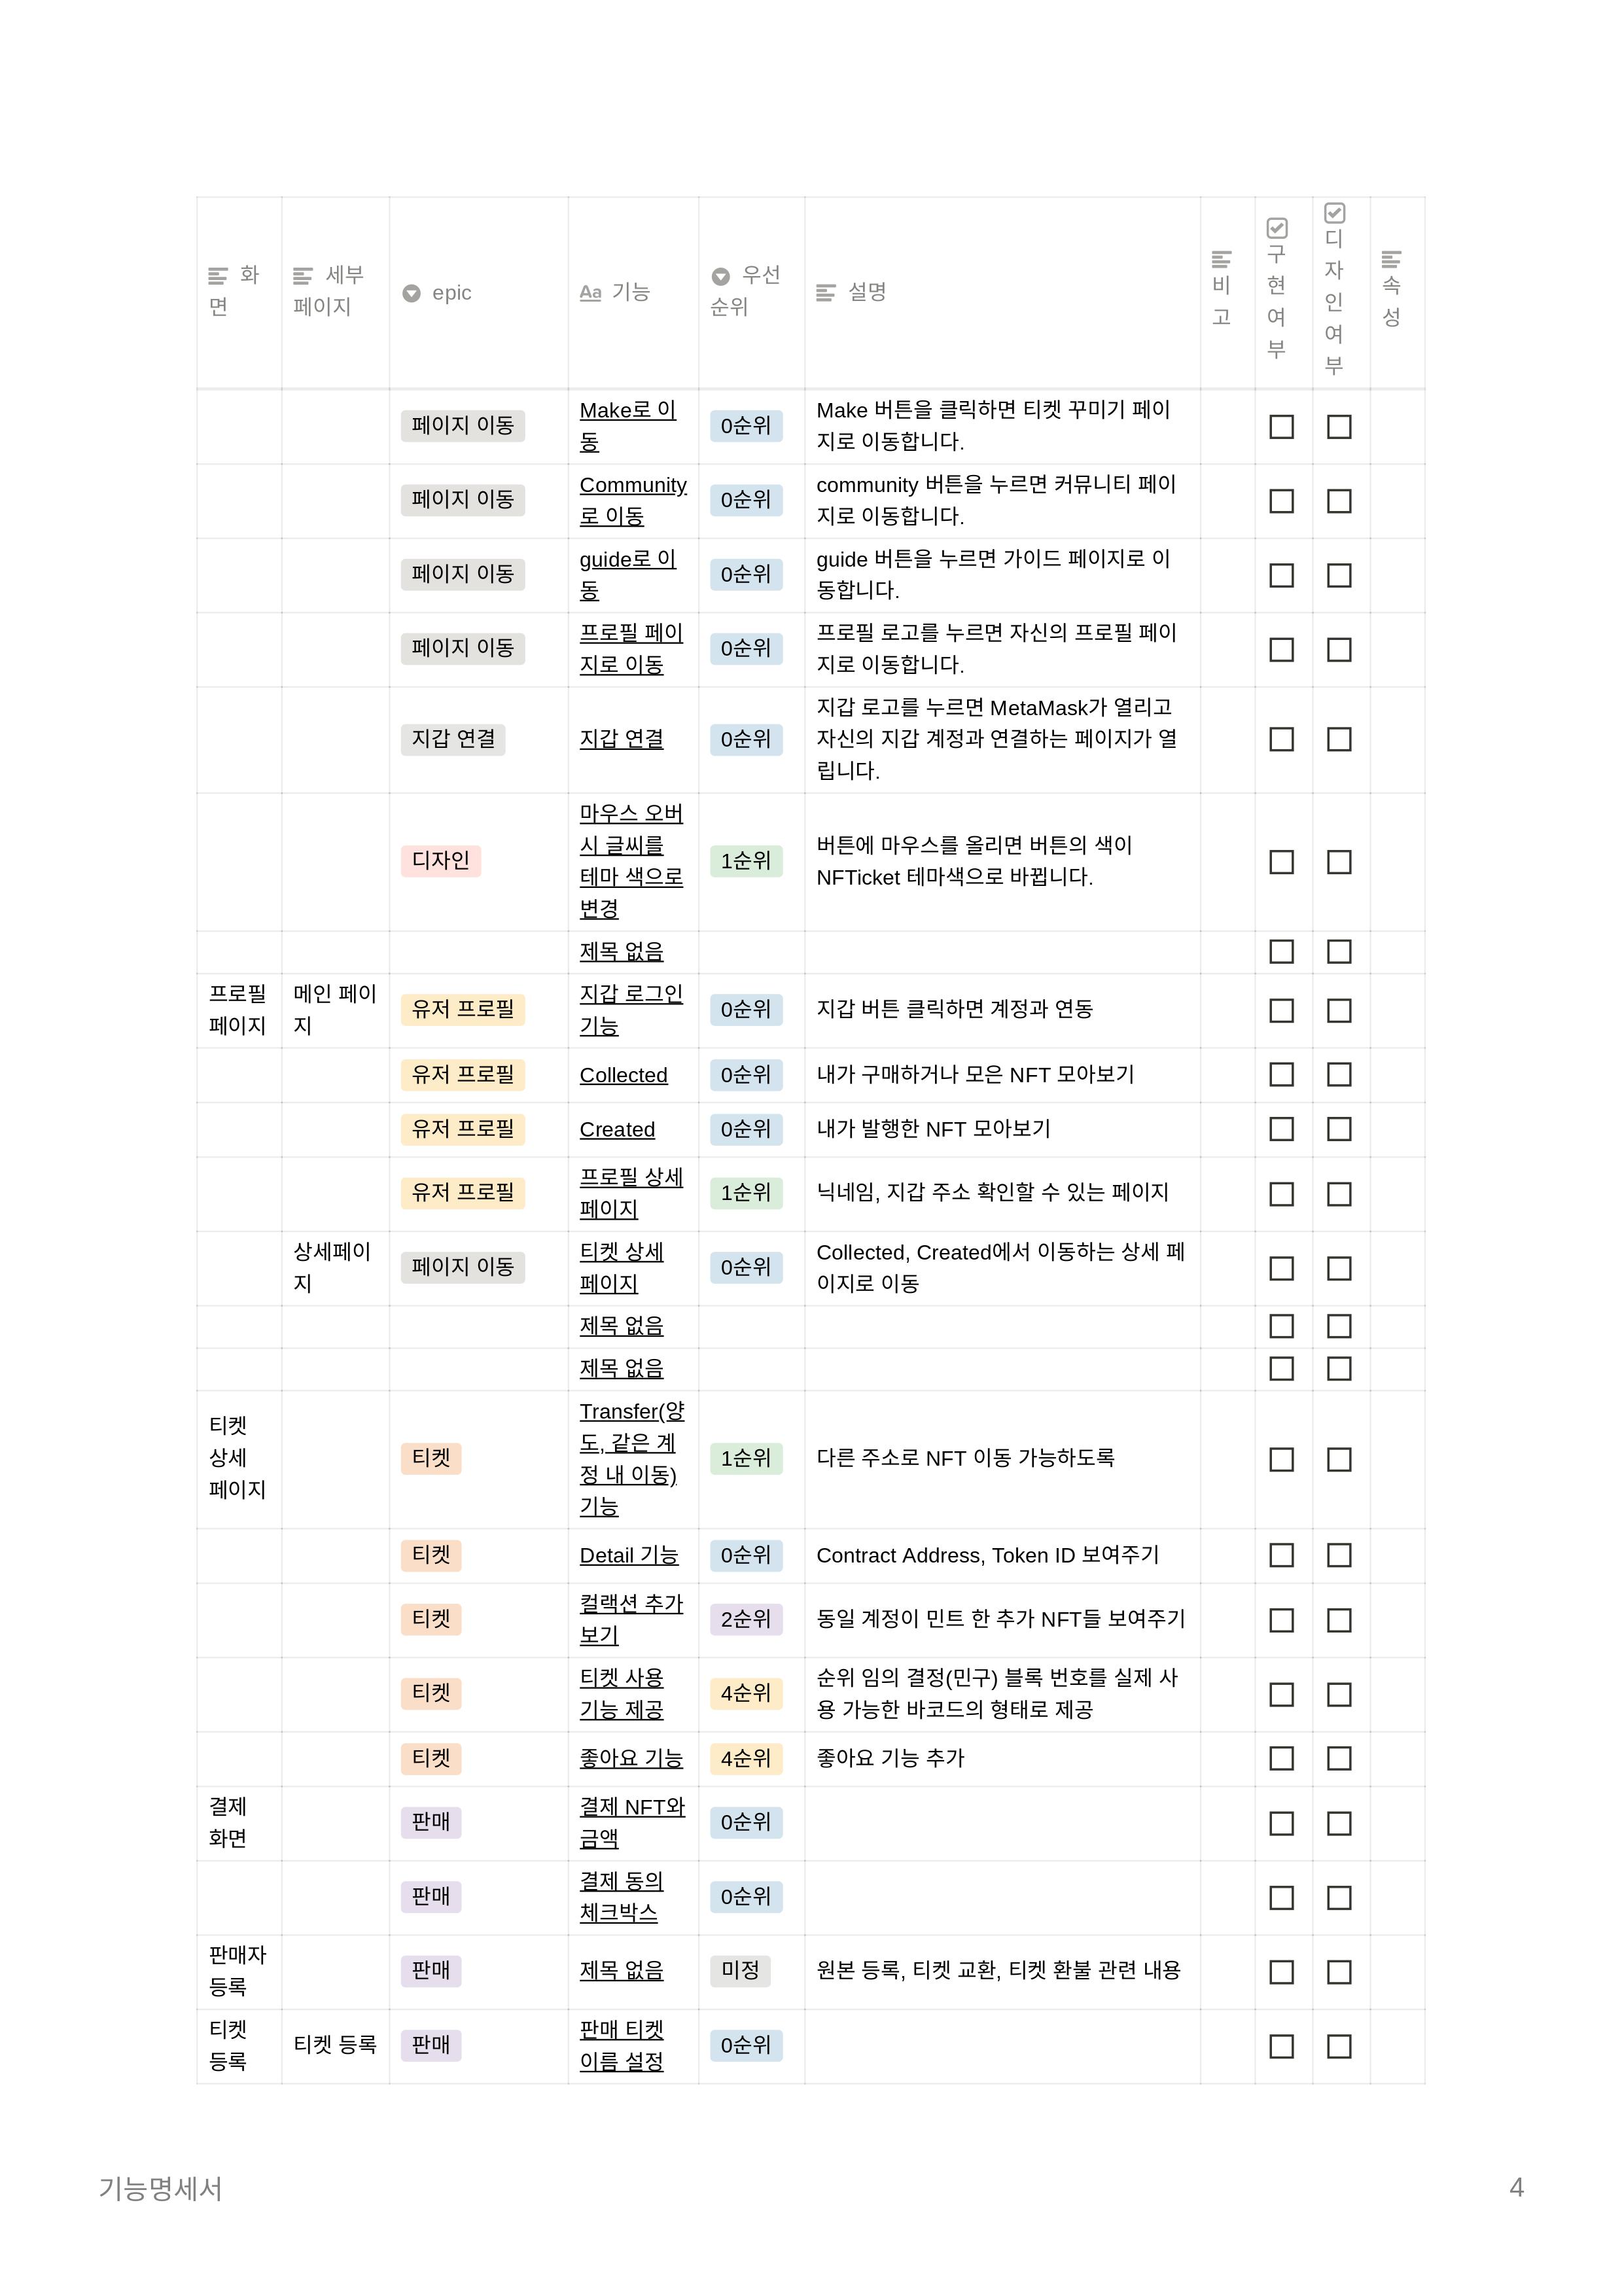 화면 세부 페이지 epic Aa 기능 우선 순위 설명 비고 구현여부 디자인여부 속성
페이지 이동 Make로 이동 0순위 Make 버튼을 클릭하면 티켓 꾸미기 페이지로 이동합니다.
페이지 이동 Community로 이동 0순위 community 버튼을 누르면 커뮤니티 페이지로 이동합니다.
페이지 이동 guide로 이동 0순위 guide 버튼을 누르면 가이드 페이지로 이동합니다.
페이지 이동 프로필 페이지로 이동 0순위 프로필 로고를 누르면 자신의 프로필 페이지로 이동합니다.
지갑 연결 지갑 연결 0순위 지갑 로고를 누르면 MetaMask가 열리고 자신의 지갑 계정과 연결하는 페이지가 열립니다.
디자인 마우스 오버 시 글씨를 테마 색으로 변경 1순위 버튼에 마우스를 올리면 버튼의 색이 NFTicket 테마색으로 바뀝니다.
제목 없음
프로필 페이지 메인 페이지 유저 프로필 지갑 로그인 기능 0순위 지갑 버튼 클릭하면 계정과 연동
유저 프로필 Collected 0순위 내가 구매하거나 모은 NFT 모아보기
유저 프로필 Created 0순위 내가 발행한 NFT 모아보기
유저 프로필 프로필 상세 페이지 1순위 닉네임, 지갑 주소 확인할 수 있는 페이지
상세페이지 페이지 이동 티켓 상세 페이지 0순위 Collected, Created에서 이동하는 상세 페이지로 이동
제목 없음
제목 없음
티켓 상세 페이지 티켓 Transfer(양도, 같은 계정 내 이동) 기능 1순위 다른 주소로 NFT 이동 가능하도록
티켓 Detail 기능 0순위 Contract Address, Token ID 보여주기
티켓 컬랙션 추가 보기 2순위 동일 계정이 민트 한 추가 NFT들 보여주기
티켓 티켓 사용 기능 제공 4순위 순위 임의 결정(민구) 블록 번호를 실제 사용 가능한 바코드의 형태로 제공
티켓 좋아요 기능 4순위 좋아요 기능 추가
결제 화면 판매 결제 NFT와 금액 0순위
판매 결제 동의 체크박스 0순위
판매자 등록 판매 제목 없음 미정 원본 등록, 티켓 교환, 티켓 환불 관련 내용
티켓 등록 티켓 등록 판매 판매 티켓 이름 설정 0순위
기능명세서 4